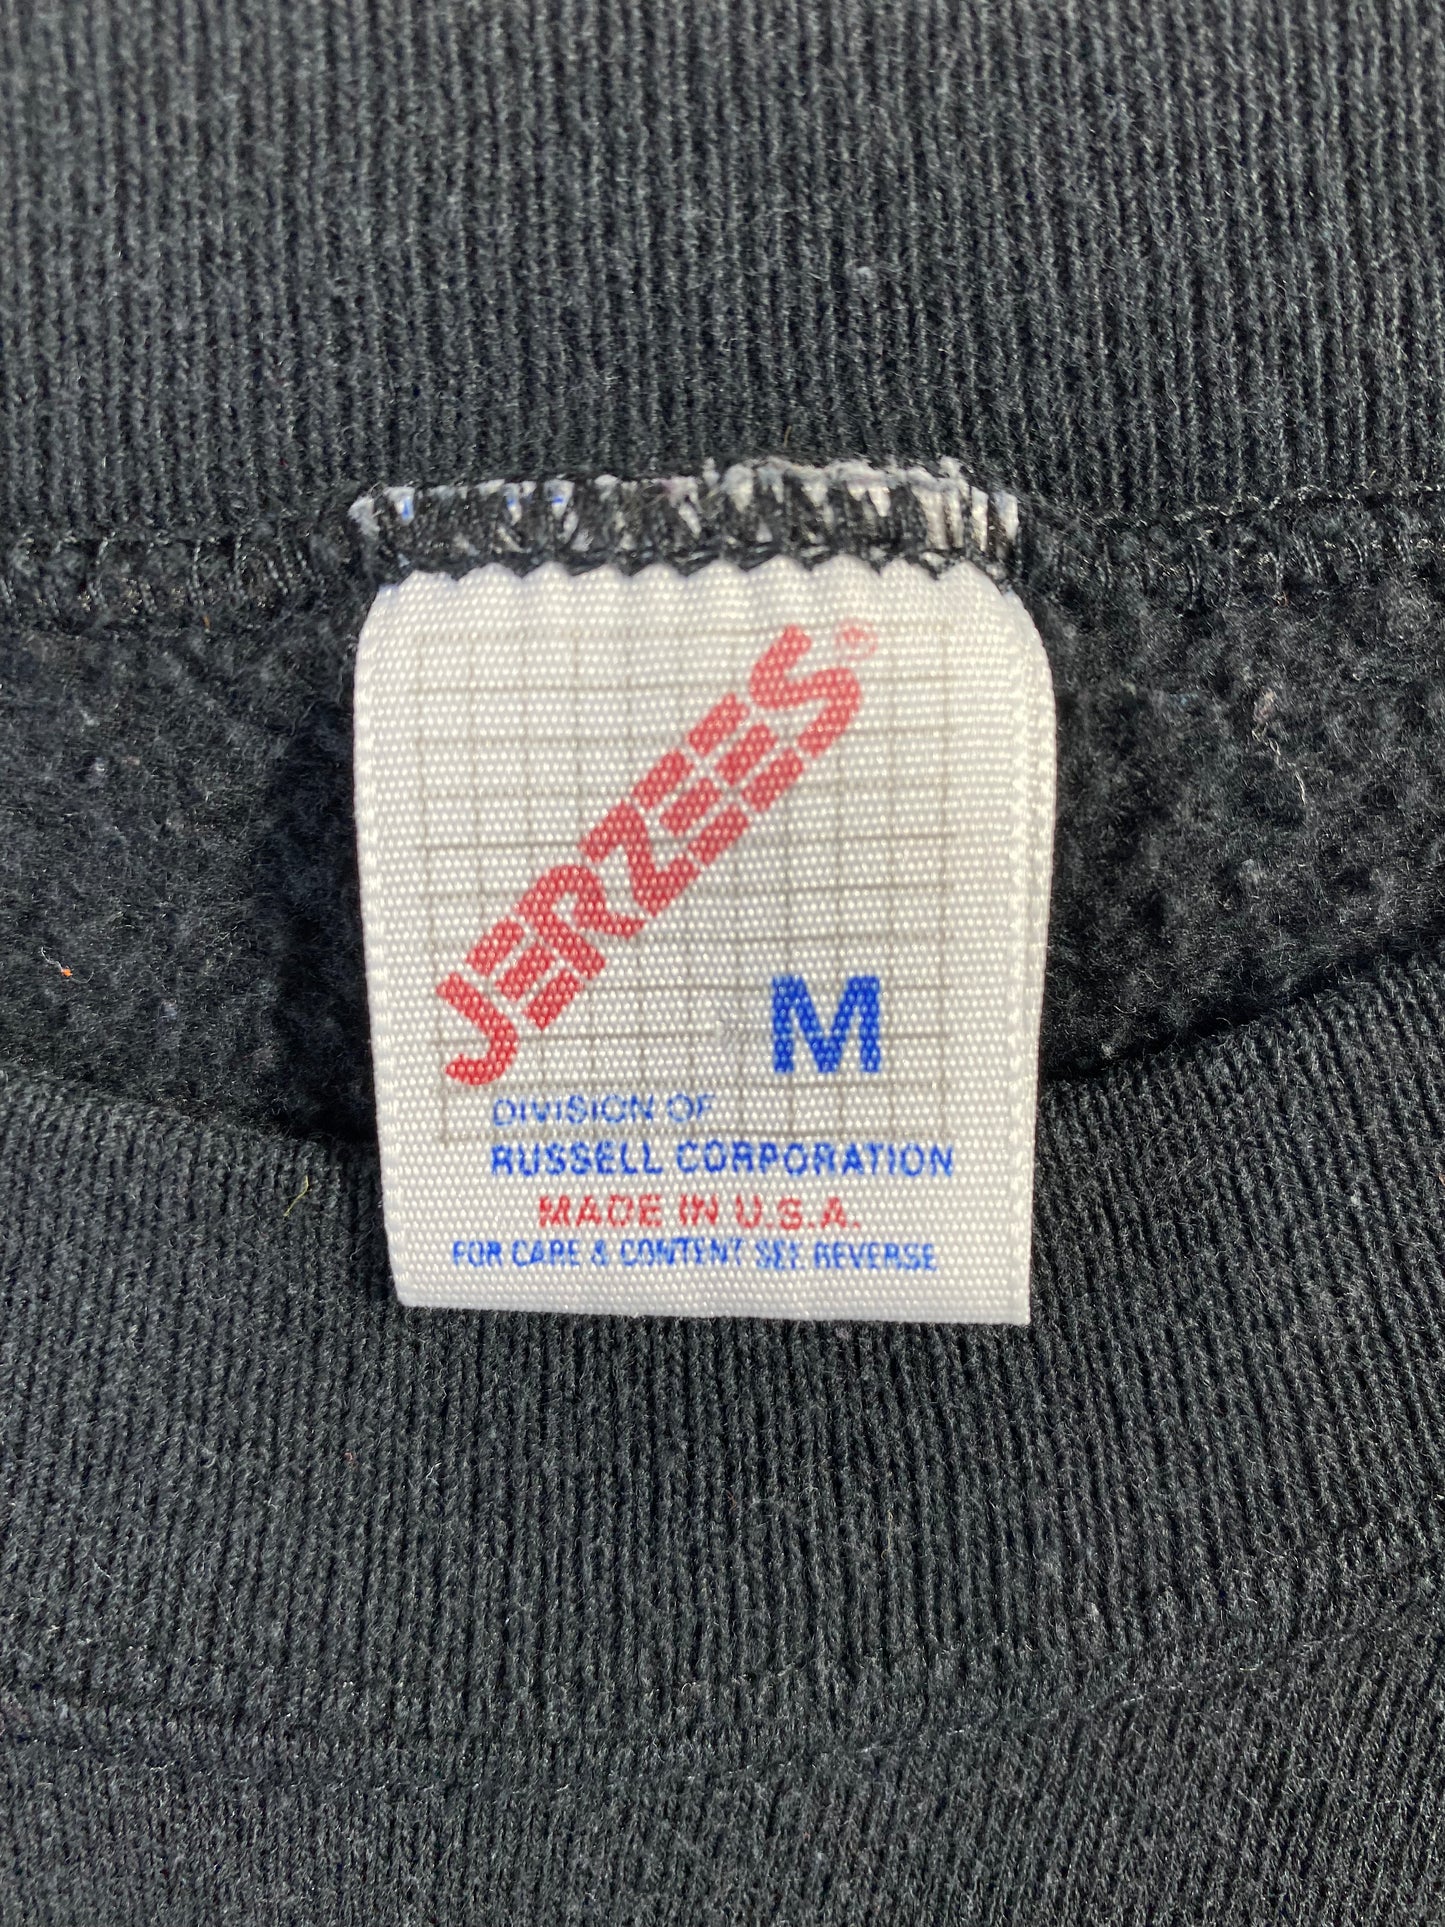 JERZEES®
M
DIVISION OF
RUSSELL CORPORATION
MADE IN U.S.A.
FOR CARE & CONTENT SEE REVERSE